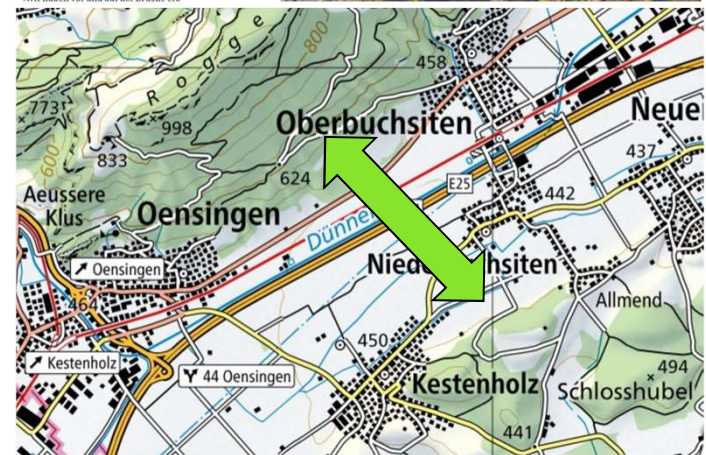 Rogge
800
458
773
998
Oberbuchsiten
Neue
833
600
624
437
E25
Aeussere
Klus
442
Oensingen
Dünne
Oensingen
Allmend
464
450
Kestenholz
44 Oensingen
494
Kestenholz
Schlosshubel
441